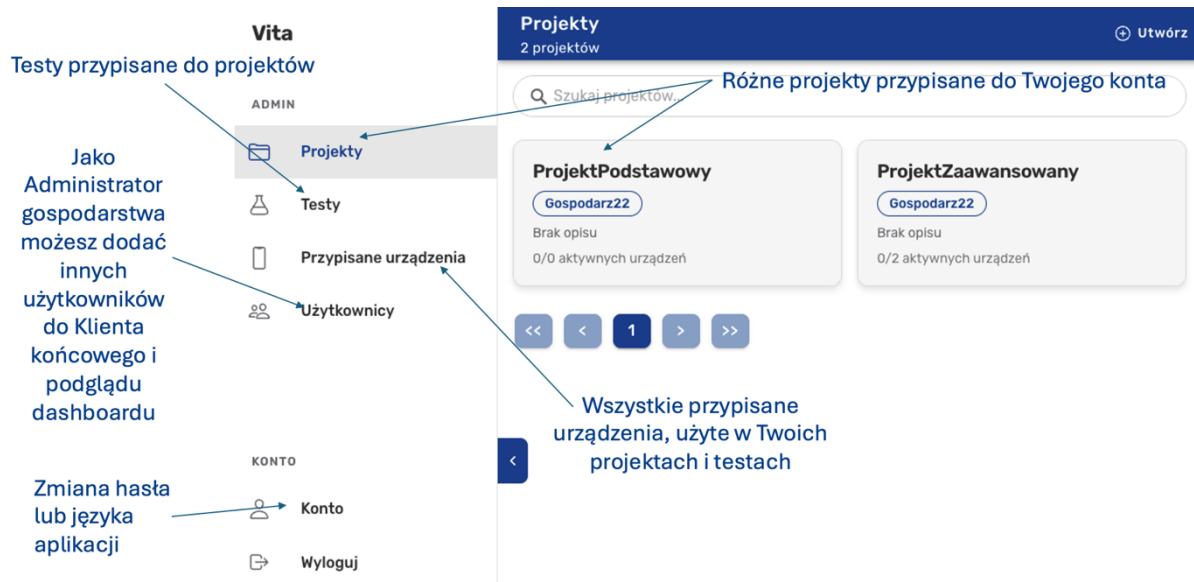 Vita
Testy przypisane do projektów
ADMIN
Projekty
Testy
Przypisane urządzenia
Użytkownicy
Jako
Administrator
gospodarstwa
możesz dodać
innych
użytkowników
do Klienta
końcowego i
podglądu
dashboardu
KONTO
Zmiana hasła
lub języka
aplikacji
Konto
Wyloguj
Projekty
2 projektów
Utwórz
Szukaj projektów...
Różne projekty przypisane do Twojego konta
ProjektPodstawowy
Gospodarz22
Brak opisu
0/0 aktywnych urządzeń
ProjektZaawansowany
Gospodarz22
Brak opisu
0/2 aktywnych urządzeń
<< < 1 > >>
Wszystkie przypisane
urządzenia, użyte w Twoich
projektach i testach
<